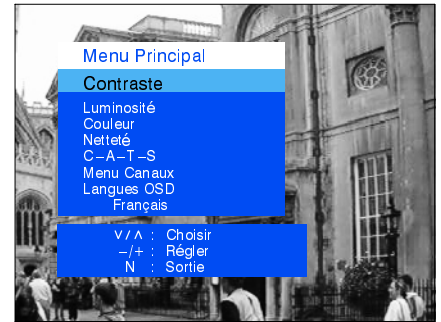 Menu Principal
Contraste
Luminosité
Couleur
Netteté
C-A-T-S
Menu Canaux
Langues OSD
Français
∨/∧ : Choisir
-/+ : Régler
N : Sortie